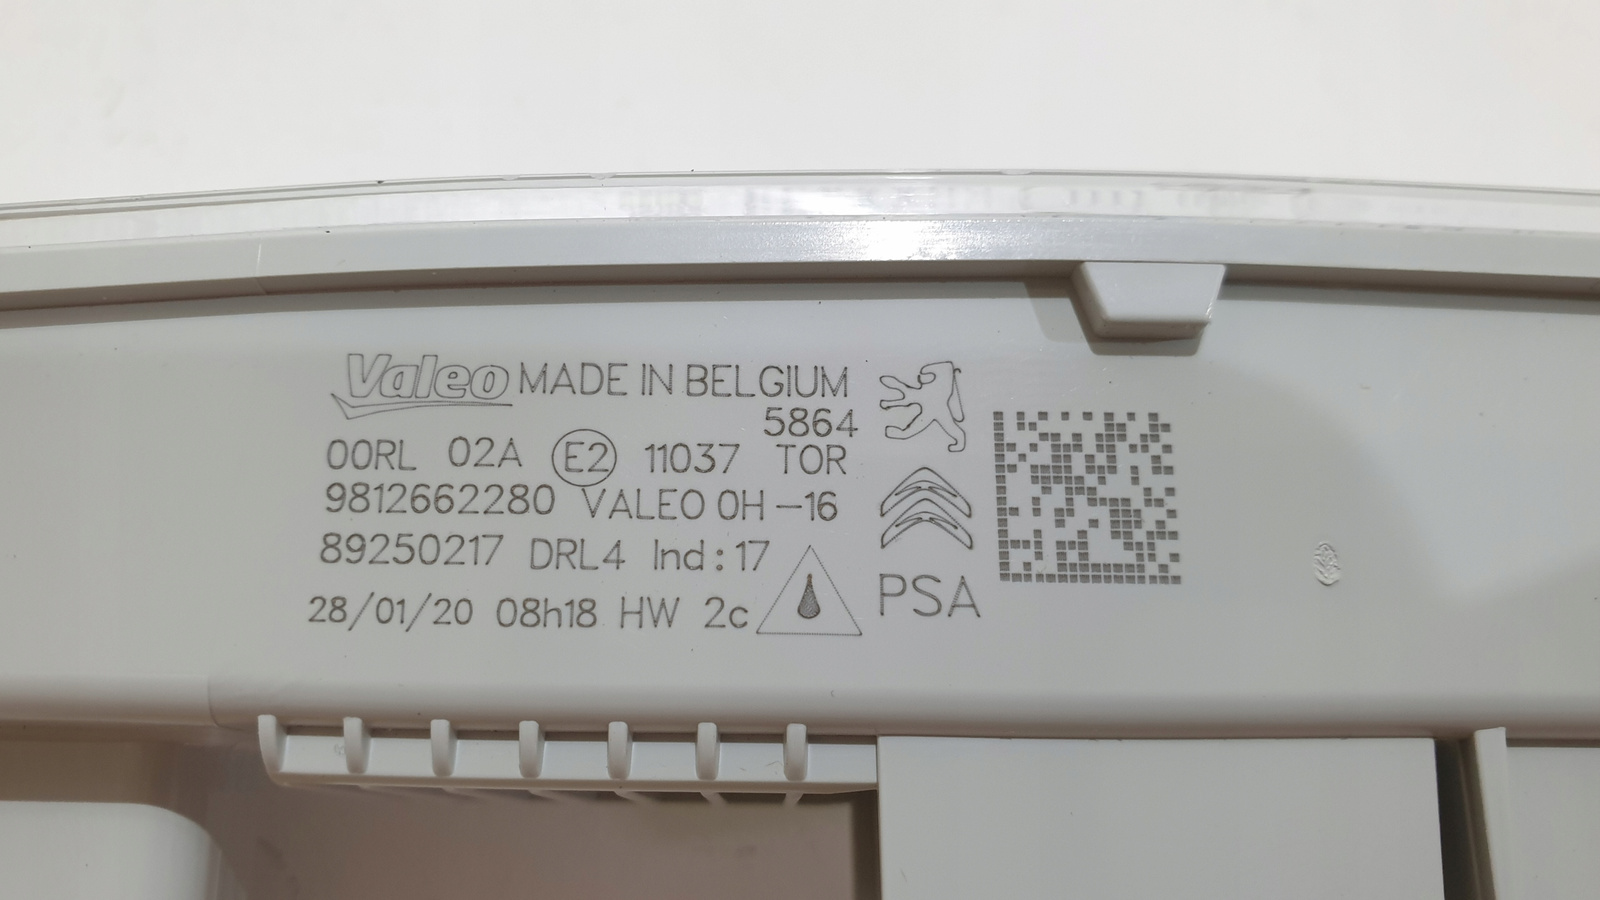 Valeo MADE IN BELGIUM
5864
00RL 02A E2 11037 TOR
9812662280 VALEO 0H-16
89250217 DRL4 Ind:17
28/01/20 08h18 HW 2c
PSA